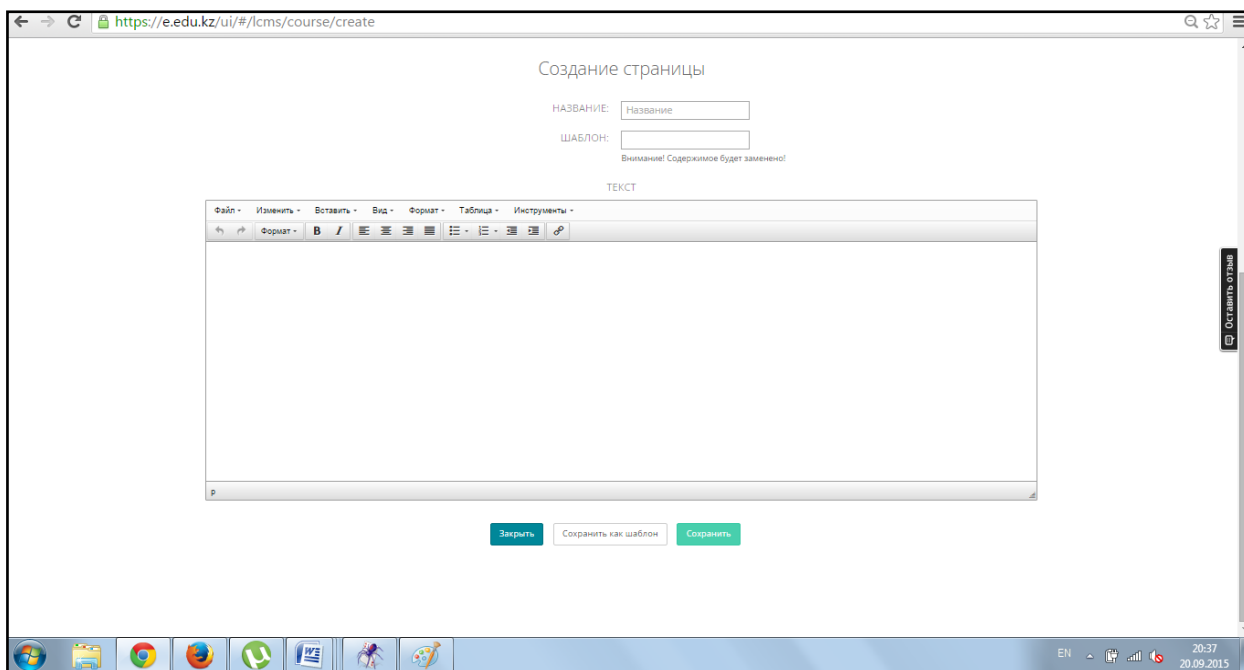 https://e.edu.kz/ui/#/lcms/course/create
Создание страницы
НАЗВАНИЕ: Название
ШАБЛОН:
Внимание! Содержимое будет заменено!
ТЕКСТ
Файл Изменить Вставить Вид Формат Таблица Инструменты
Формат B I
p
Закрыть Сохранить как шаблон Сохранить
Оставить отзыв
EN 20:37
20.09.2015